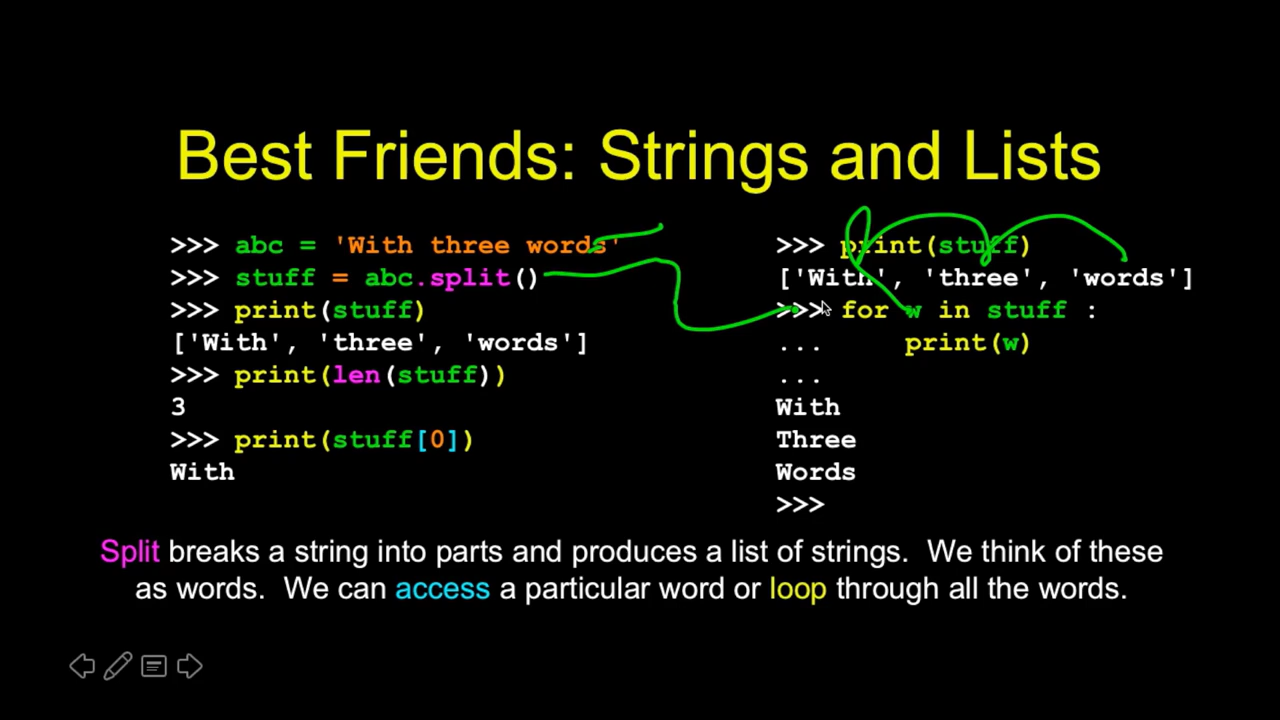 Best Friends: Strings and Lists
>>> abc = 'With three words'
>>> stuff = abc.split()
>>> print(stuff)
['With', 'three', 'words']
>>> print(len(stuff))
3
>>> print(stuff[0])
With
>>> print(stuff)
['With', 'three', 'words']
>>> for w in stuff :
...     print(w)
...
With
Three
Words
>>>
Split breaks a string into parts and produces a list of strings.  We think of these
as words.  We can access a particular word or loop through all the words.